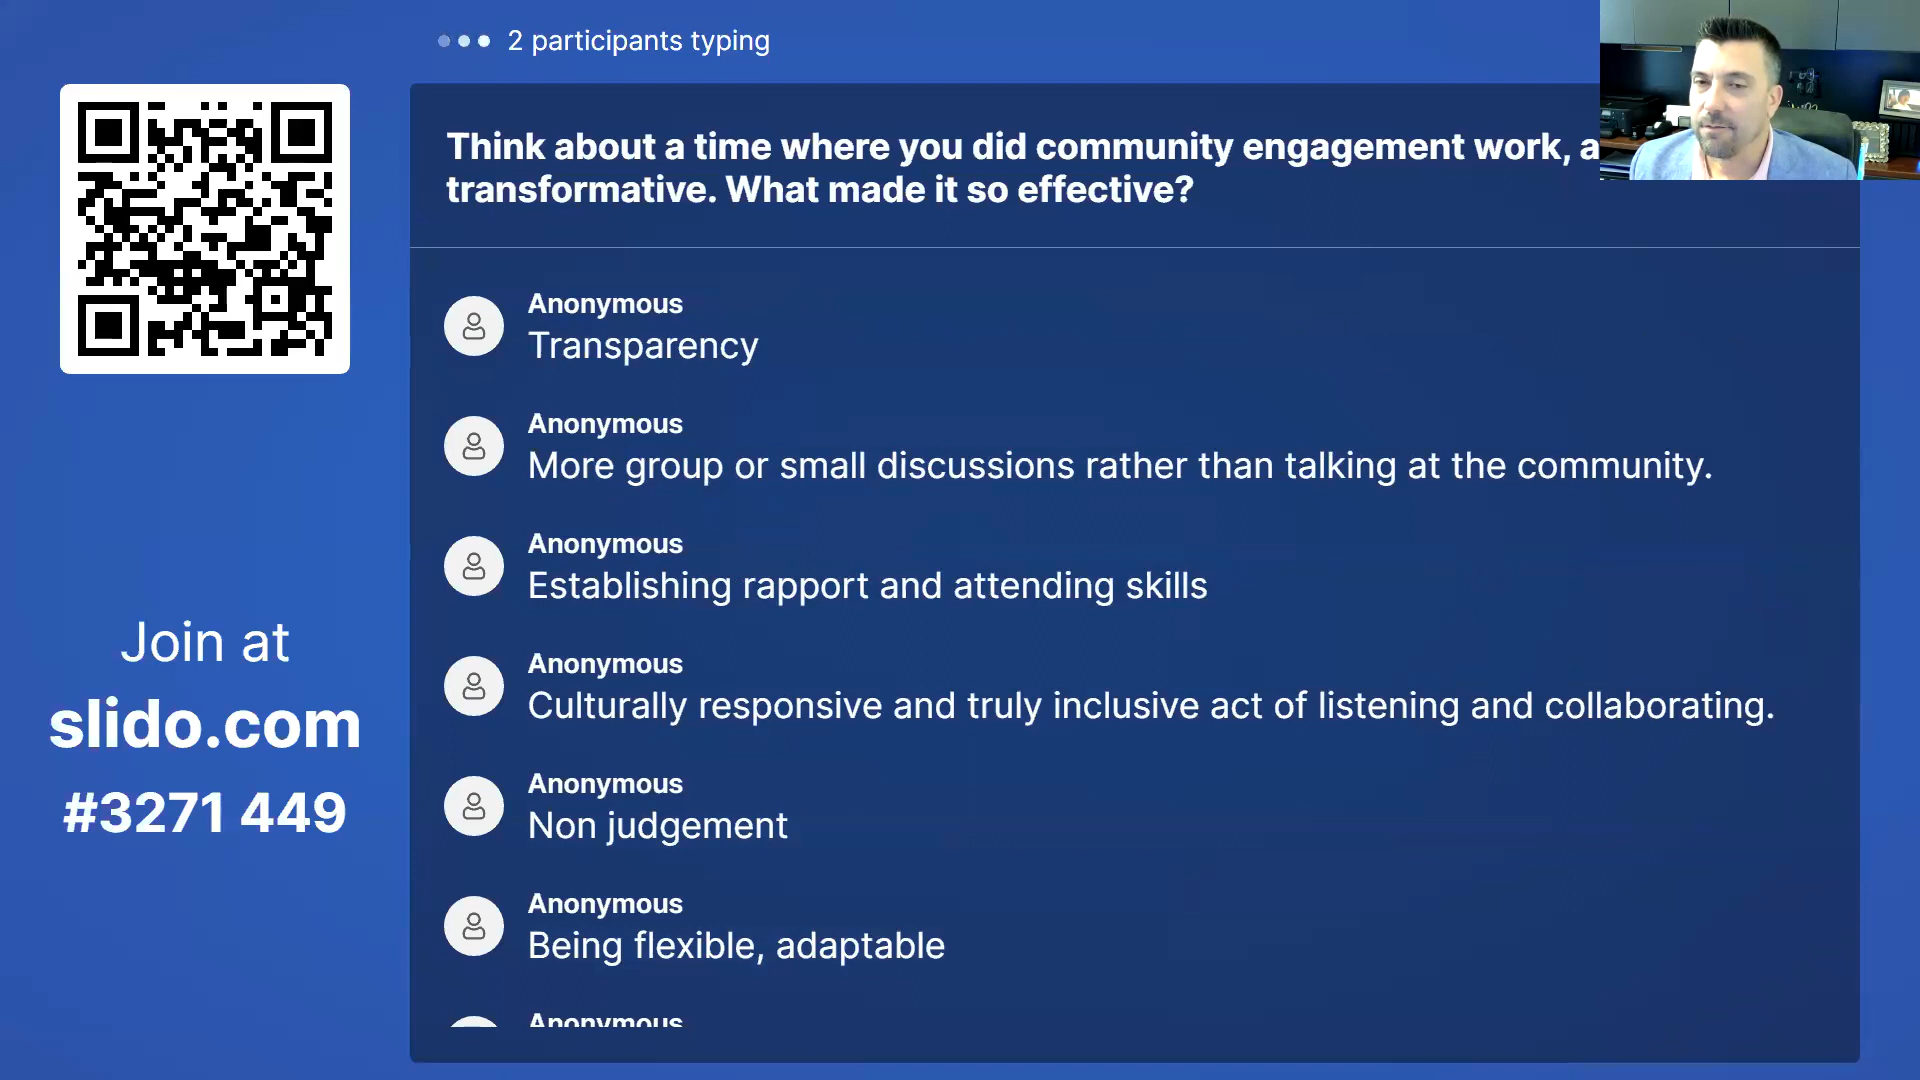 2 participants typing
Think about a time where you did community engagement work, a
transformative. What made it so effective?
Anonymous
Transparency
Anonymous
More group or small discussions rather than talking at the community.
Anonymous
Establishing rapport and attending skills
Anonymous
Culturally responsive and truly inclusive act of listening and collaborating.
Anonymous
Non judgement
Anonymous
Being flexible, adaptable
Anonymous
Join at
slido.com
#3271 449